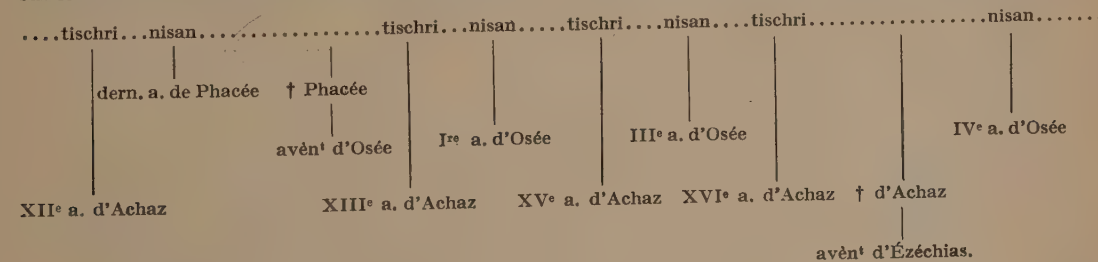 ....tischri...nisan...................tischri...nisan.....tischri....nisan....tischri..................nisan......
dern. a. de Phacée † Phacée
avènᵗ d'Osée Iʳᵉ a. d'Osée IIIᵉ a. d'Osée IVᵉ a. d'Osée
XIIᵉ a. d'Achaz XIIIᵉ a. d'Achaz XVᵉ a. d'Achaz XVIᵉ a. d'Achaz † d'Achaz
avènᵗ d'Ézéchias.